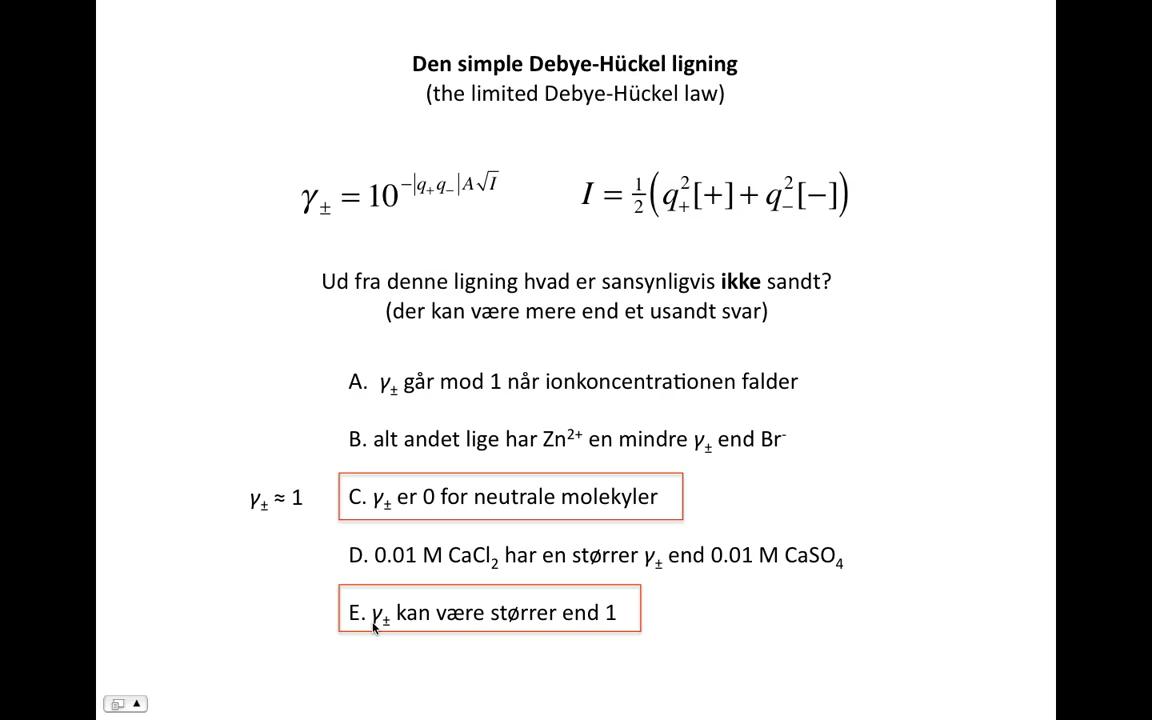 Den simple Debye-Hückel ligning
(the limited Debye-Hückel law)
γ± = 10^(−|q₊q₋|A√I)
I = ½(q₊²[+] + q₋²[−])
Ud fra denne ligning hvad er sansynligvis ikke sandt?
(der kan være mere end et usandt svar)
A. γ± går mod 1 når ionkoncentrationen falder
B. alt andet lige har Zn²⁺ en mindre γ± end Br⁻
γ± ≈ 1
C. γ± er 0 for neutrale molekyler
D. 0.01 M CaCl₂ har en størrer γ± end 0.01 M CaSO₄
E. γ± kan være størrer end 1